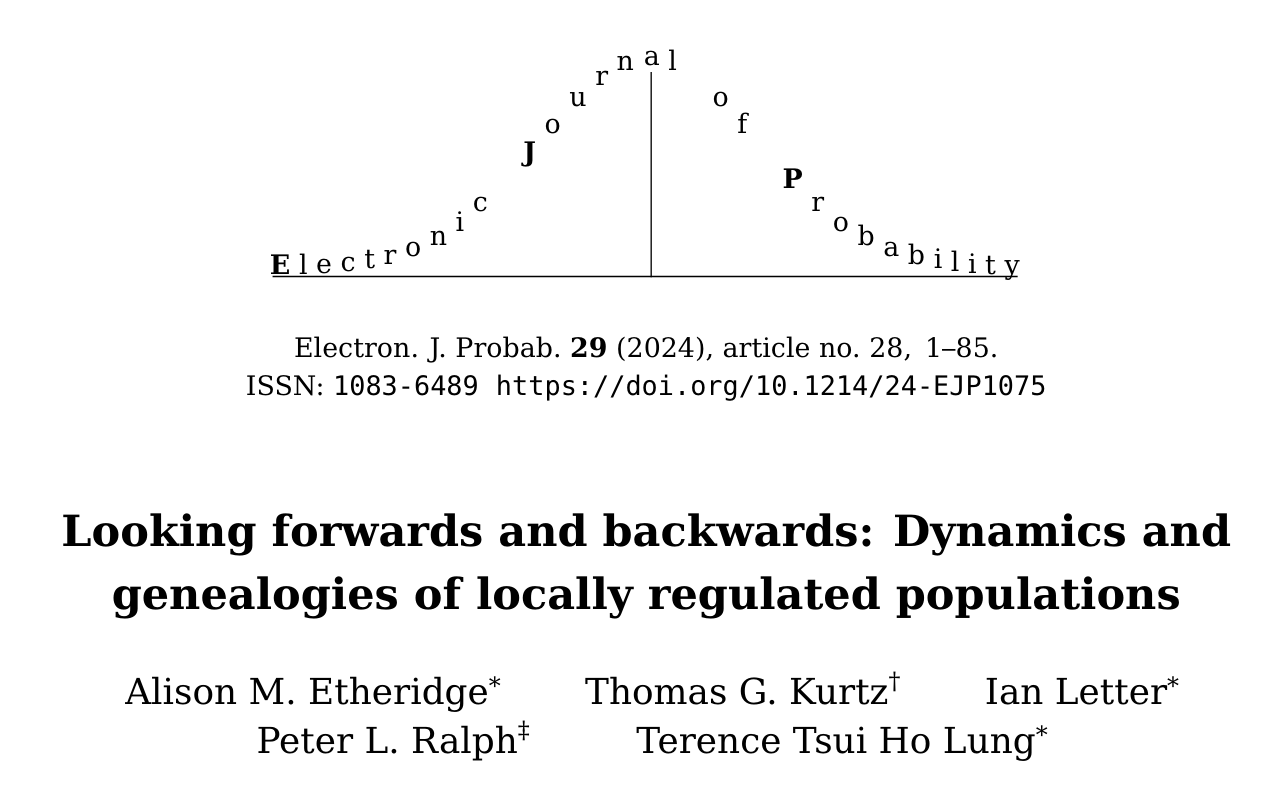 Electronic Journal of Probability
Electron. J. Probab. 29 (2024), article no. 28, 1–85.
ISSN: 1083-6489 https://doi.org/10.1214/24-EJP1075
Looking forwards and backwards: Dynamics and
genealogies of locally regulated populations
Alison M. Etheridge* Thomas G. Kurtz† Ian Letter*
Peter L. Ralph‡ Terence Tsui Ho Lung*